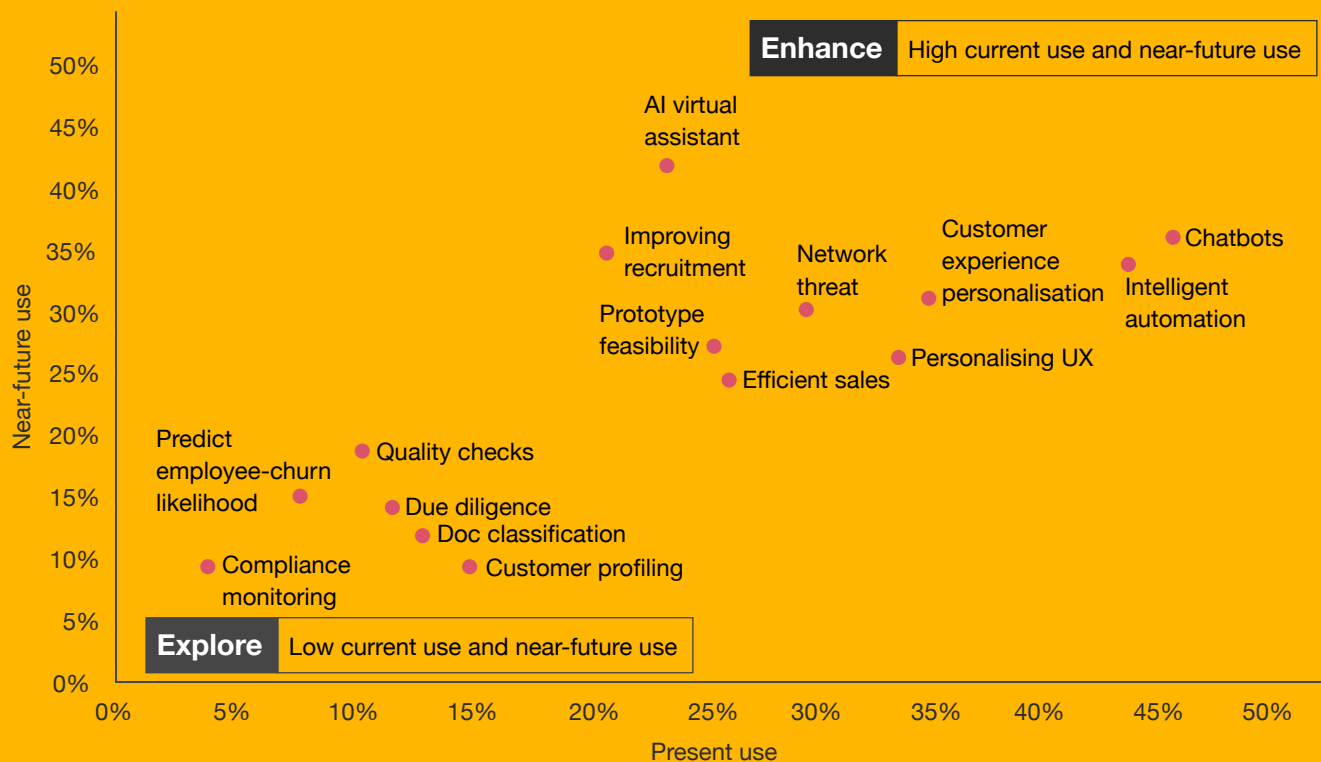 Enhance
High current use and near-future use
50%
45%
40%
35%
30%
25%
20%
15%
10%
5%
0%
Near-future use
AI virtual
assistant
Improving
recruitment
Network
threat
Customer
experience
personalisation
Chatbots
Intelligent
automation
Prototype
feasibility
Personalising UX
Efficient sales
Predict
employee-churn
likelihood
Quality checks
Due diligence
Doc classification
Customer profiling
Compliance
monitoring
Explore
Low current use and near-future use
0%
5%
10%
15%
20%
25%
30%
35%
40%
45%
50%
Present use